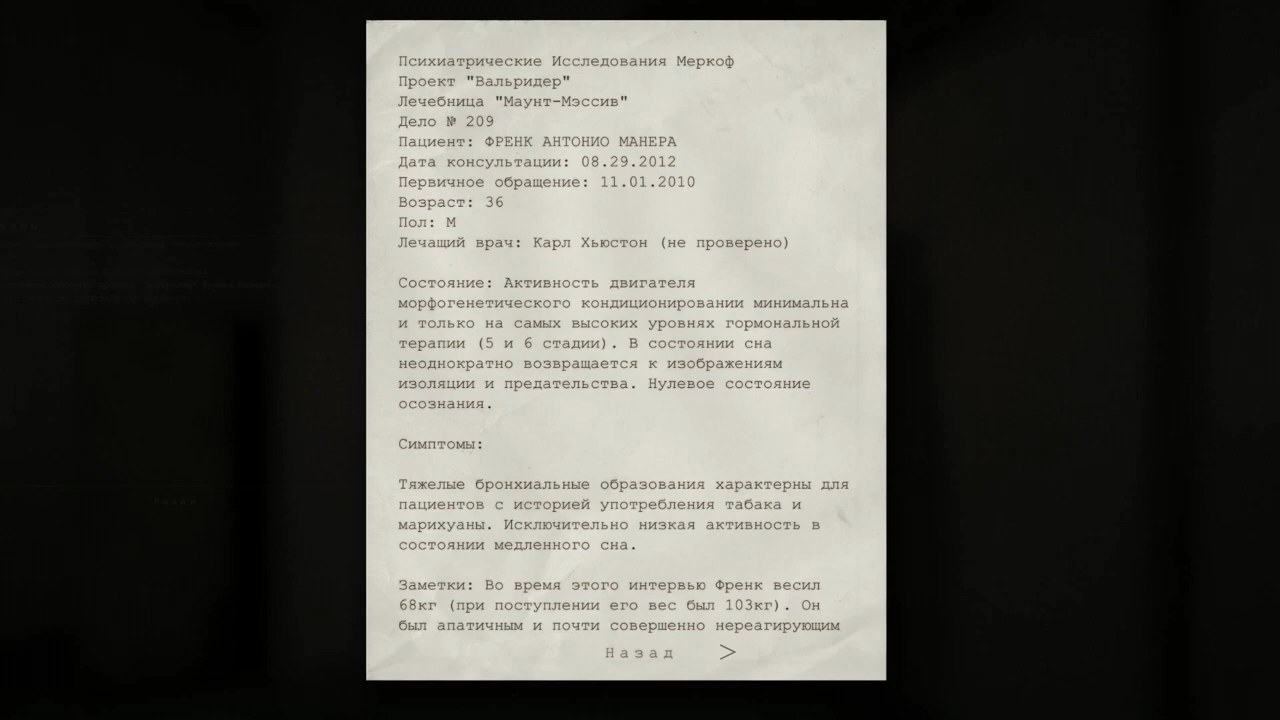 Психиатрические Исследования Меркоф
Проект "Вальридер"
Лечебница "Маунт-Мэссив"
Дело № 209
Пациент: ФРЕНК АНТОНИО МАНЕРА
Дата консультации: 08.29.2012
Первичное обращение: 11.01.2010
Возраст: 36
Пол: М
Лечащий врач: Карл Хьюстон (не проверено)
Состояние: Активность двигателя
морфогенетического кондиционировании минимальна
и только на самых высоких уровнях гормональной
терапии (5 и 6 стадии). В состоянии сна
неоднократно возвращается к изображениям
изоляции и предательства. Нулевое состояние
осознания.
Симптомы:
Тяжелые бронхиальные образования характерны для
пациентов с историей употребления табака и
марихуаны. Исключительно низкая активность в
состоянии медленного сна.
Заметки: Во время этого интервью Френк весил
68кг (при поступлении его вес был 103кг). Он
был апатичным и почти совершенно нереагирующим
Назад >